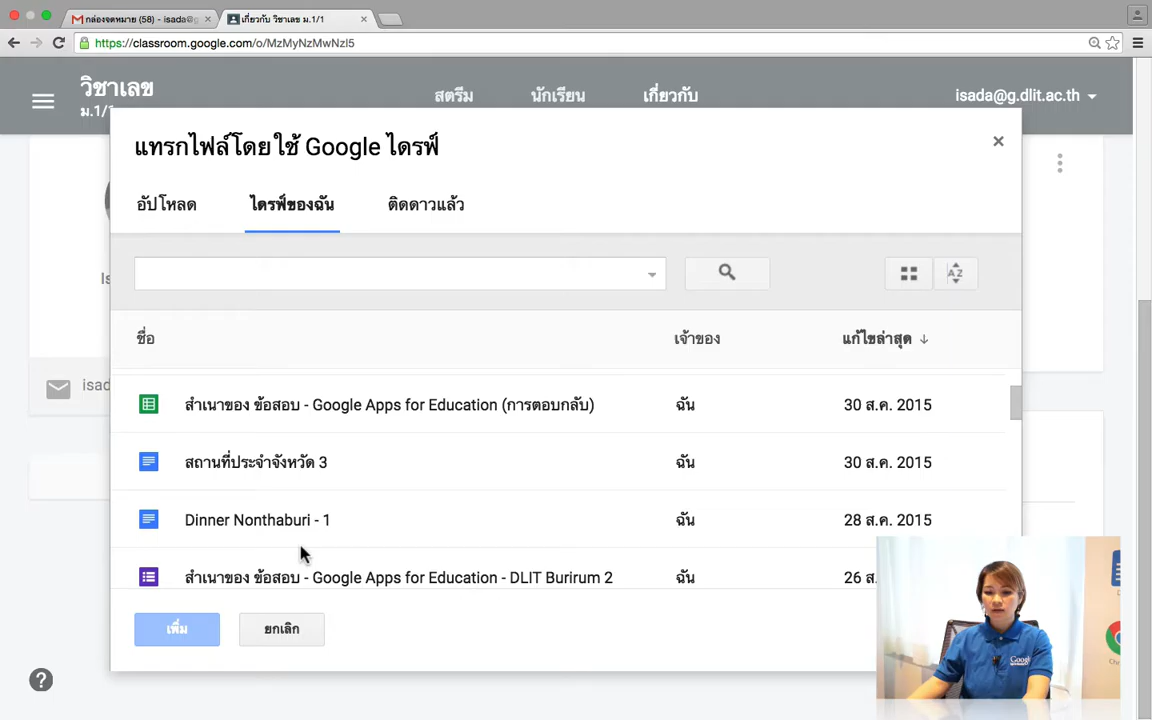 กล่องจดหมาย (58) - isada@g
เกี่ยวกับ วิชาเลข ม.1/1
https://classroom.google.com/o/MzMyNzMwNzI5
วิชาเลข
ม.1/
สตรีม
นักเรียน
เกี่ยวกับ
isada@g.dlit.ac.th
แทรกไฟล์โดยใช้ Google ไดรฟ์
อัปโหลด
ไดรฟ์ของฉัน
ติดดาวแล้ว
ชื่อ
เจ้าของ
แก้ไขล่าสุด
สำเนาของ ข้อสอบ - Google Apps for Education (การตอบกลับ) ฉัน 30 ส.ค. 2015
สถานที่ประจำจังหวัด 3 ฉัน 30 ส.ค. 2015
Dinner Nonthaburi - 1 ฉัน 28 ส.ค. 2015
สำเนาของ ข้อสอบ - Google Apps for Education - DLIT Burirum 2 ฉัน 26 ส.
isad
เพิ่ม
ยกเลิก
Google